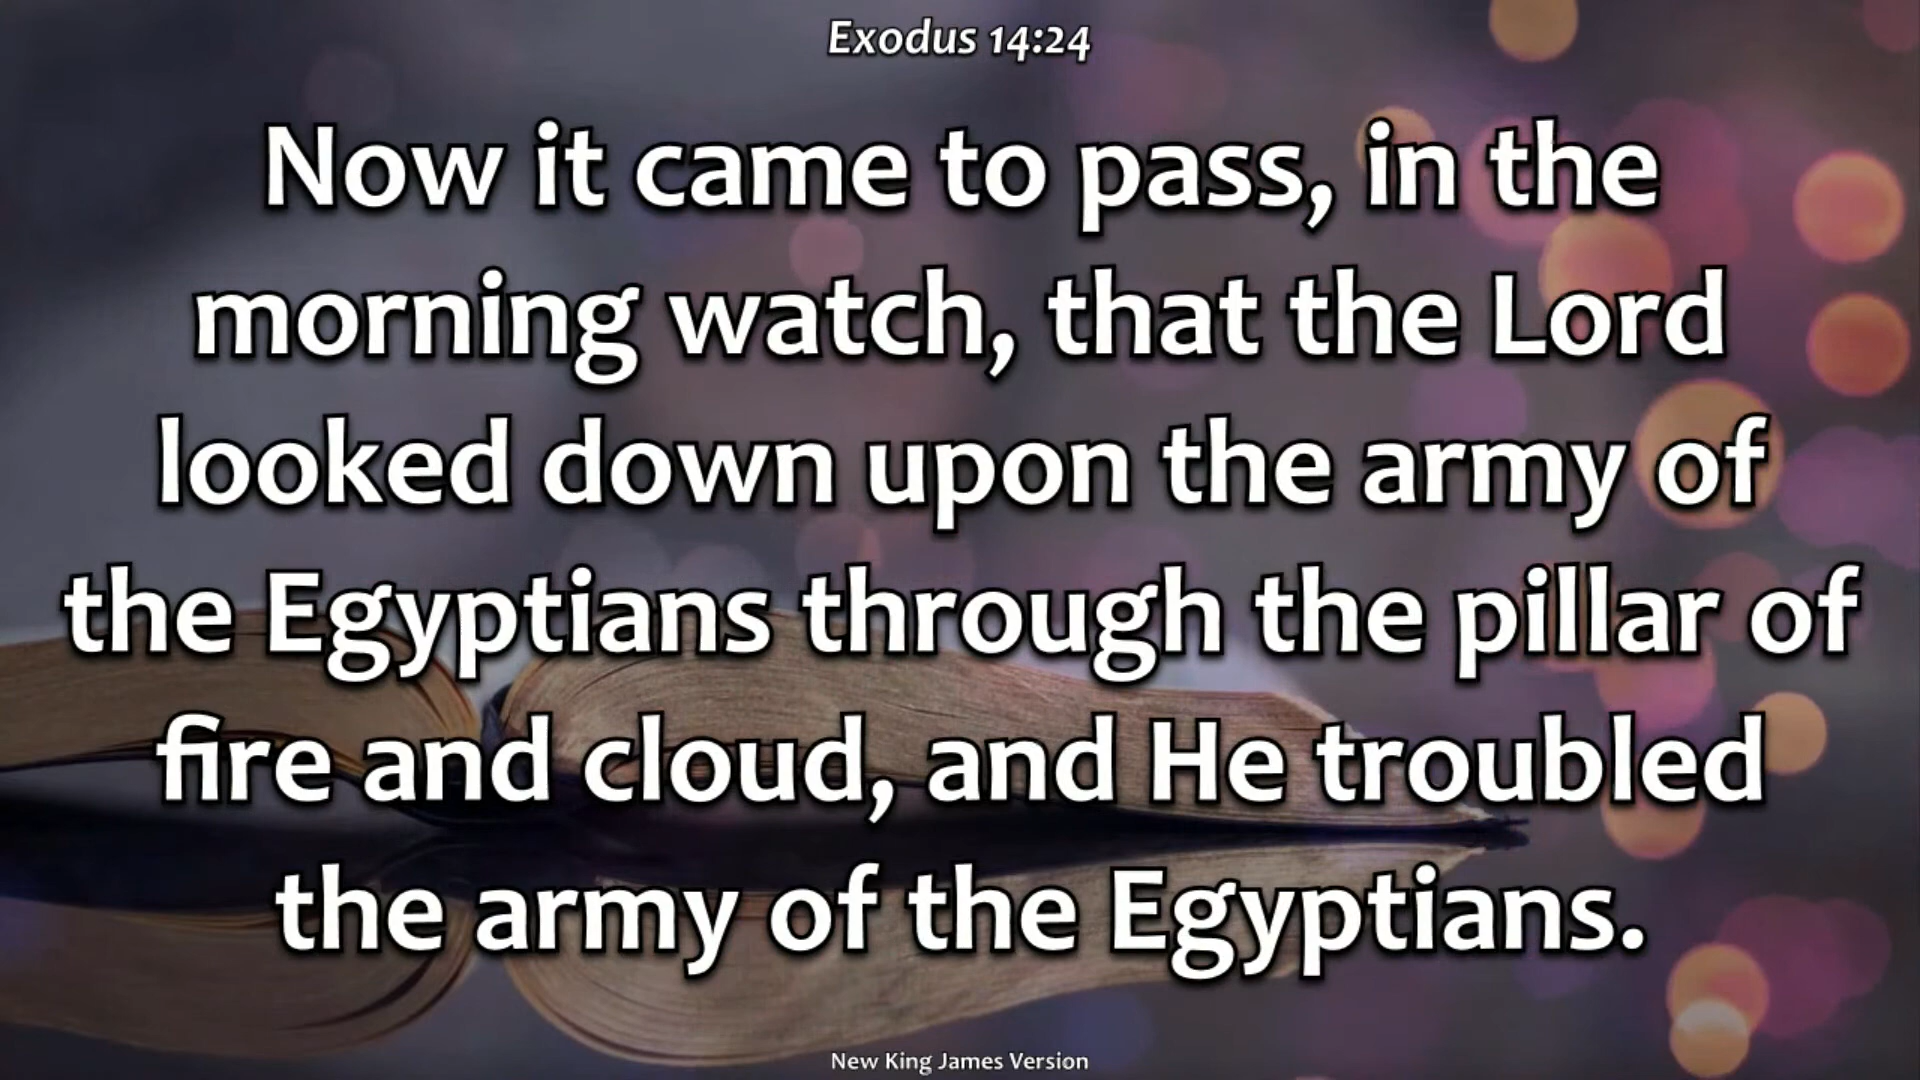 Exodus 14:24
Now it came to pass, in the
morning watch, that the Lord
looked down upon the army of
the Egyptians through the pillar of
fire and cloud, and He troubled
the army of the Egyptians.
New King James Version